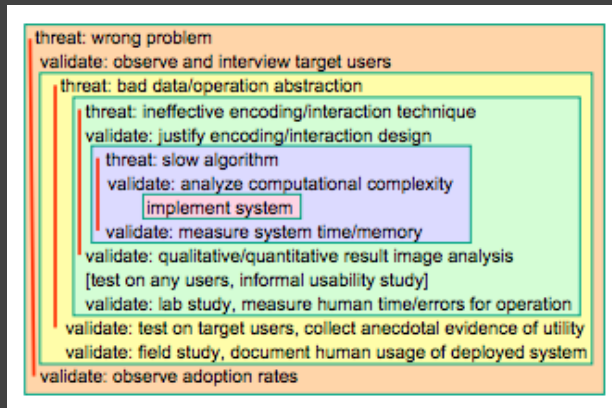 threat: wrong problem
validate: observe and interview target users
threat: bad data/operation abstraction
threat: ineffective encoding/interaction technique
validate: justify encoding/interaction design
threat: slow algorithm
validate: analyze computational complexity
implement system
validate: measure system time/memory
validate: qualitative/quantitative result image analysis
[test on any users, informal usability study]
validate: lab study, measure human time/errors for operation
validate: test on target users, collect anecdotal evidence of utility
validate: field study, document human usage of deployed system
validate: observe adoption rates